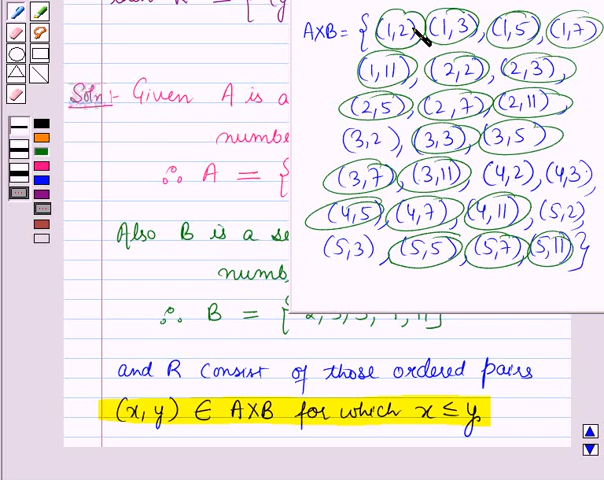 A×B = { (1,2), (1,3), (1,5), (1,7)
(1,11) (2,2), (2,3),
(2,5), (2,7), (2,11),
(3,2), (3,3), (3,5)
(3,7), (3,11) (4,2), (4,3)
(4,5), (4,7), (4,11), (5,2)
(5,3), (5,5) (5,7) (5,11) }
Soln:- Given A is a
numbe
∴ A = {
Also B is a se
numb
∴ B = {
and R consist of those ordered pairs
(x,y) ∈ A×B for which x ≤ y